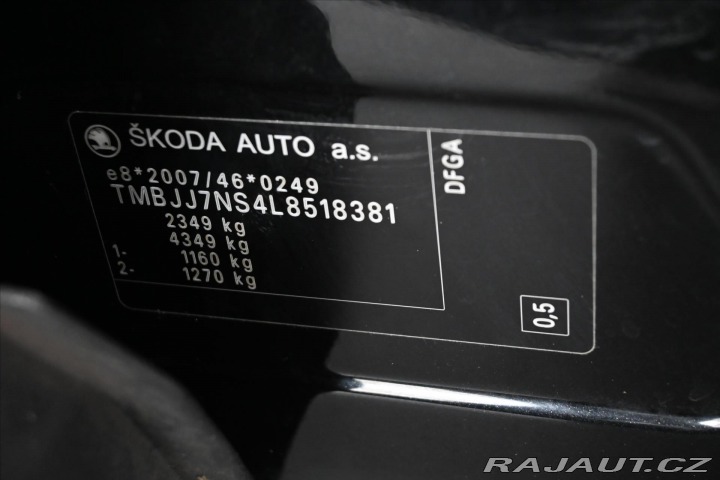 ŠKODA AUTO a.s.
e8*2007/46*0249
TMBJJ7NS4L8518381
2349 kg
4349 kg
1- 1160 kg
2- 1270 kg
DFGA
0,5
RAJAUT.CZ